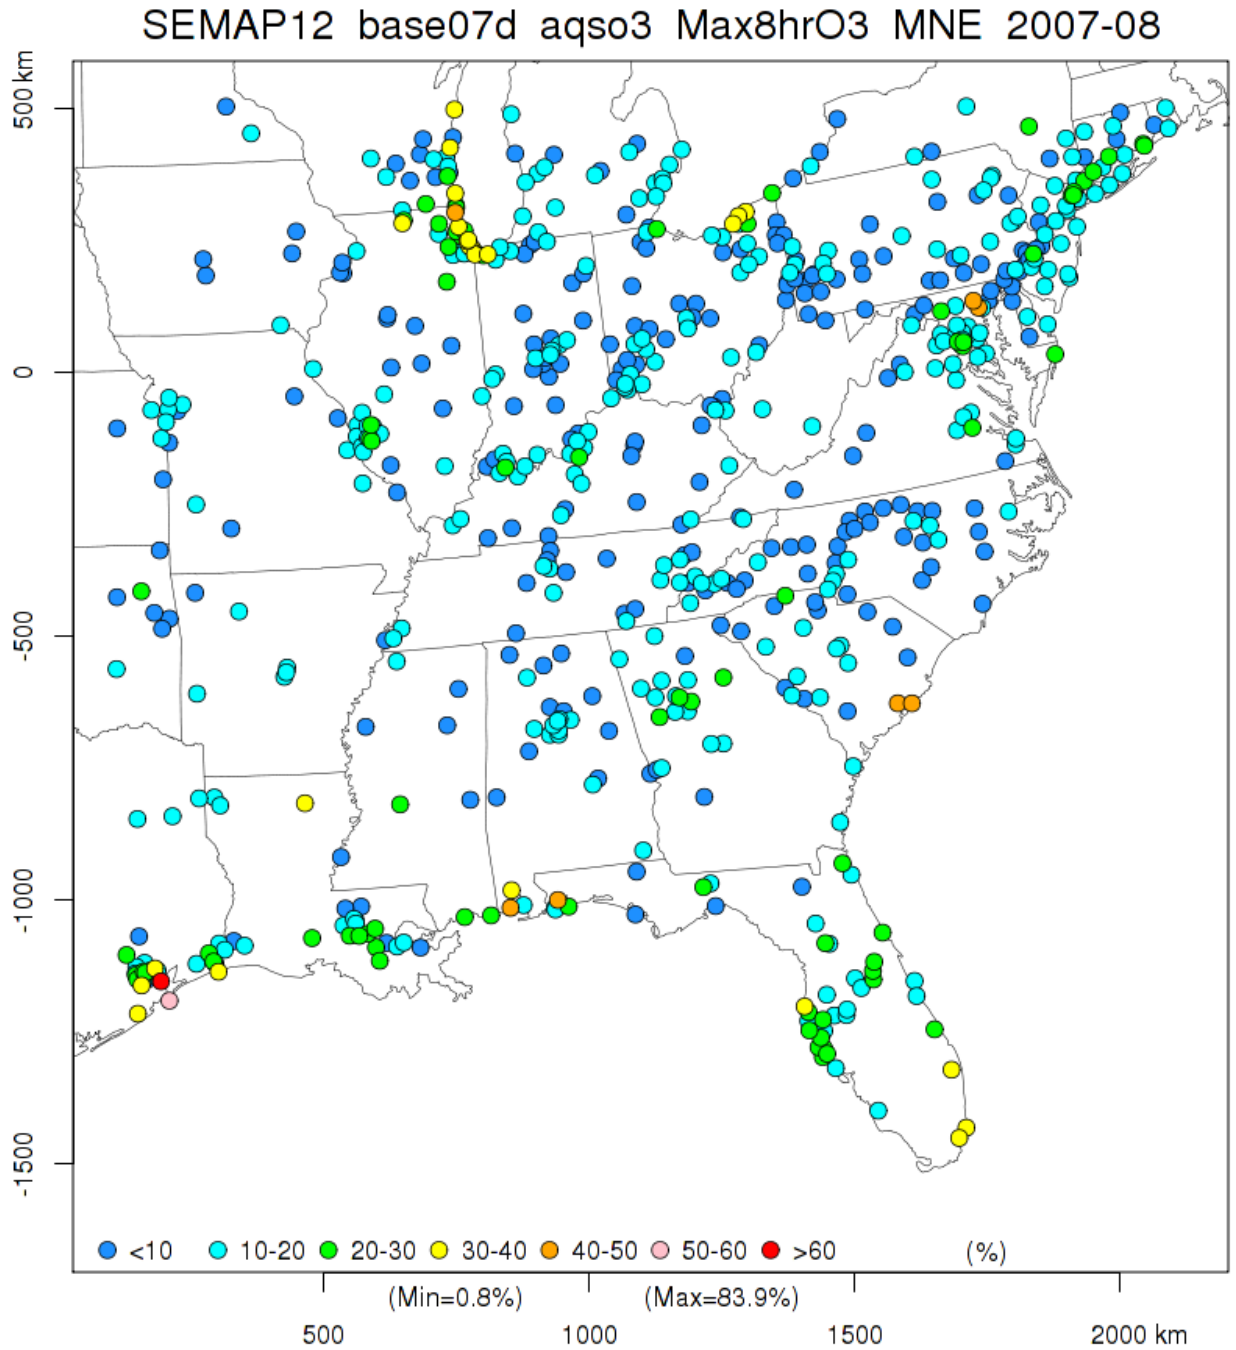 SEMAP12 base07d aqso3 Max8hrO3 MNE 2007-08
500 km
0
-500
-1000
-1500
<10 10-20 20-30 30-40 40-50 50-60 >60 (%)
(Min=0.8%) (Max=83.9%)
500 1000 1500 2000 km